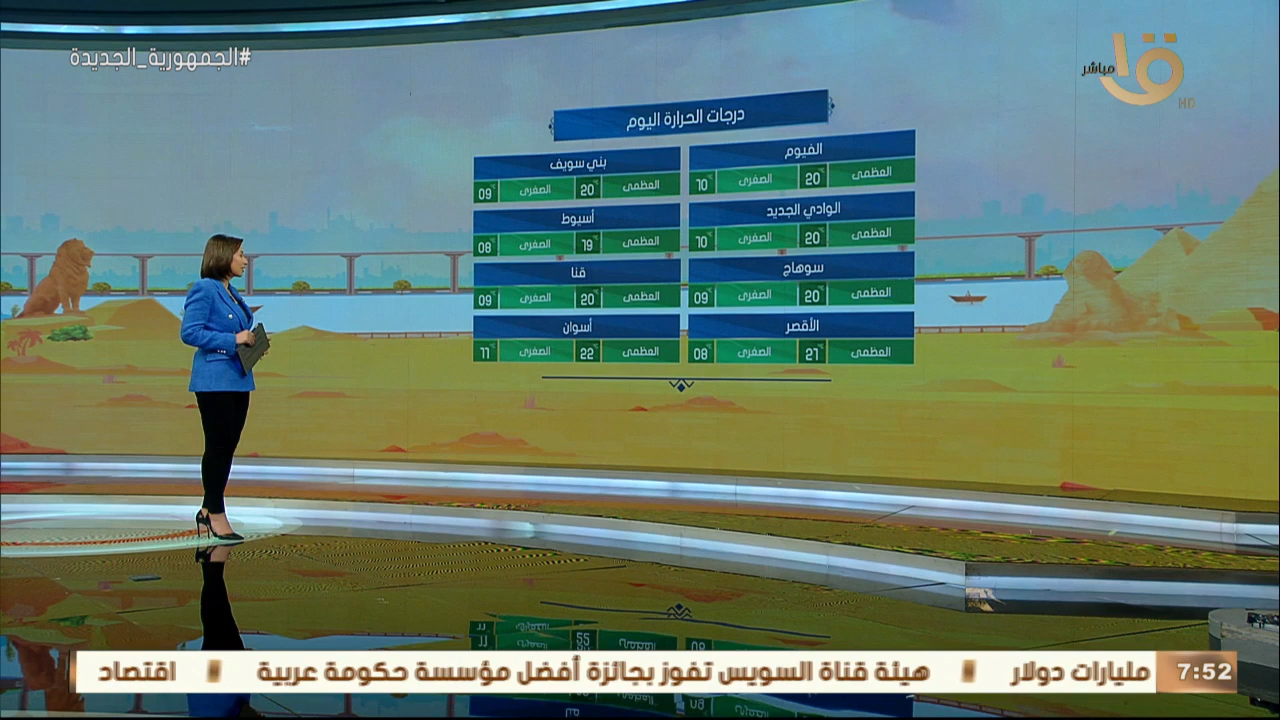 #الجمهورية_الجديدة
مباشر
HD
درجات الحرارة اليوم
الفيوم
العظمى 20°c الصغرى 10°c
بني سويف
العظمى 20°c الصغرى 09°c
الوادي الجديد
العظمى 20°c الصغرى 10°c
أسيوط
العظمى 19°c الصغرى 08°c
سوهاج
العظمى 20°c الصغرى 09°c
قنا
العظمى 20°c الصغرى 09°c
الأقصر
العظمى 21°c الصغرى 08°c
أسوان
العظمى 22°c الصغرى 11°c
7:52 مليارات دولار هيئة قناة السويس تفوز بجائزة أفضل مؤسسة حكومة عربية اقتصاد